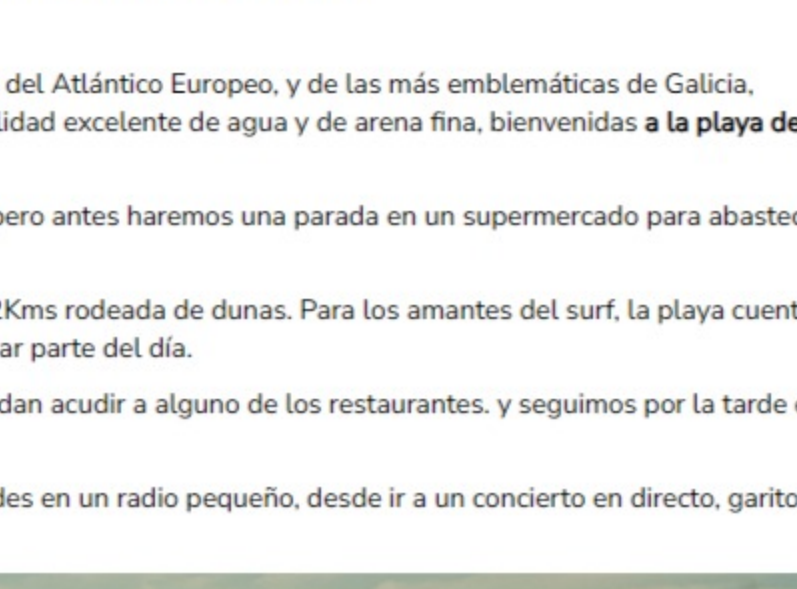 del Atlántico Europeo, y de las más emblemáticas de Galicia,
lidad excelente de agua y de arena fina, bienvenidas a la playa de
pero antes haremos una parada en un supermercado para abastec
2Kms rodeada de dunas. Para los amantes del surf, la playa cuent
ar parte del día.
dan acudir a alguno de los restaurantes. y seguimos por la tarde
des en un radio pequeño, desde ir a un concierto en directo, garito